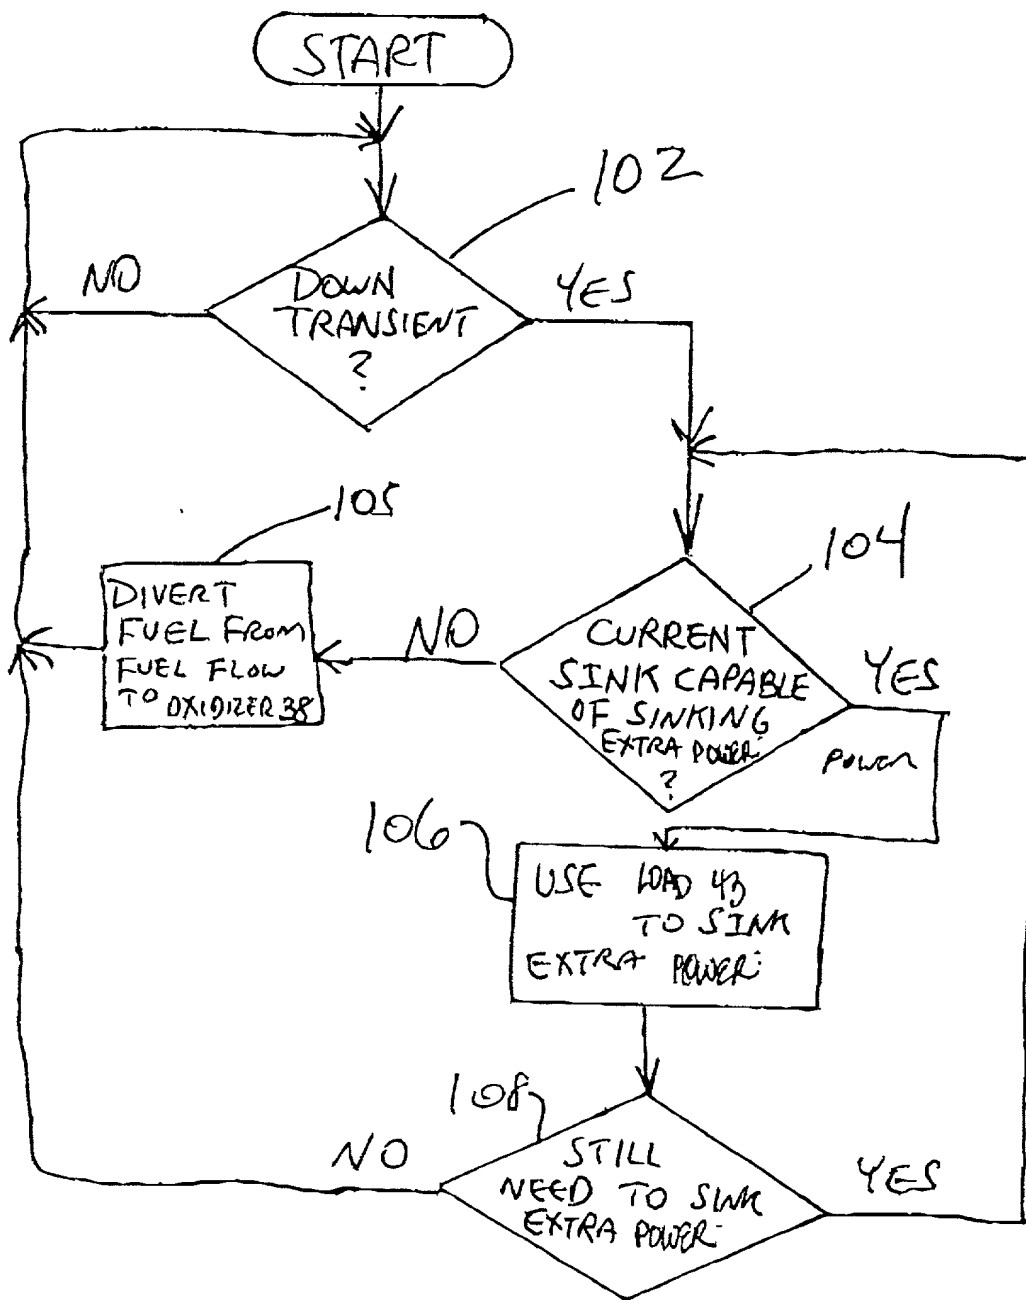 START
102
NO
DOWN
TRANSIENT
?
YES
105
DIVERT
FUEL FROM
FUEL FLOW
TO OXIDIZER 38
NO
104
CURRENT
SINK CAPABLE
OF SINKING
EXTRA POWER
?
YES
POWER
106
USE LOAD 43
TO SINK
EXTRA POWER
108
NO
STILL
NEED TO SINK
EXTRA POWER
YES